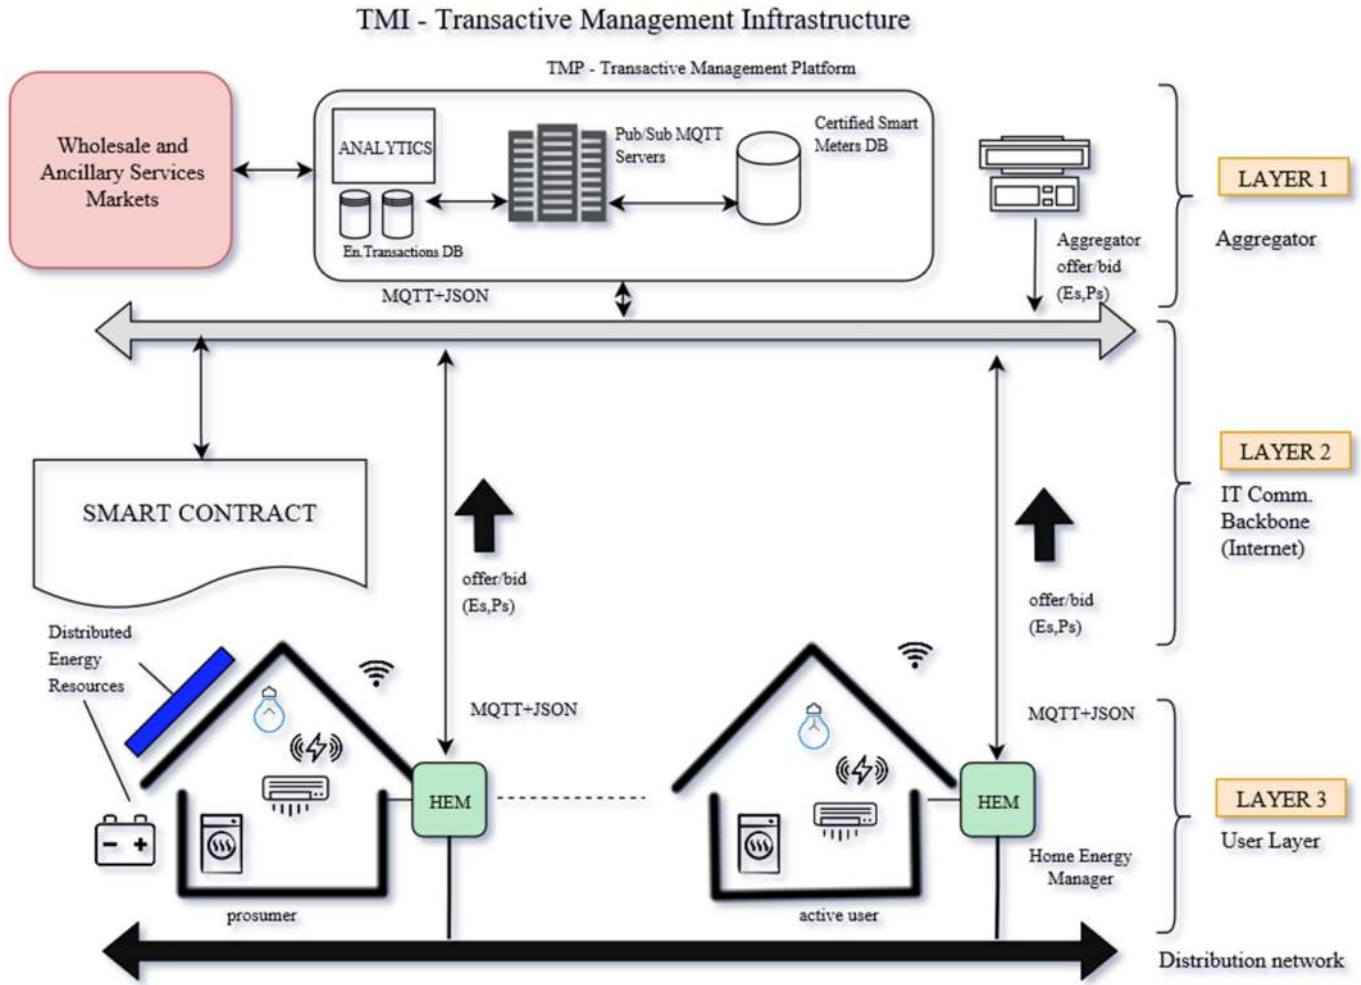 TMI - Transactive Management Inftrastructure
TMP - Transactive Management Platform
Wholesale and
Ancillary Services
Markets
ANALYTICS
En.Transactions DB
Pub/Sub MQTT
Servers
Certified Smart
Meters DB
Aggregator
offer/bid
(Es,Ps)
LAYER 1
Aggregator
MQTT+JSON
SMART CONTRACT
offer/bid
(Es,Ps)
offer/bid
(Es,Ps)
LAYER 2
IT Comm.
Backbone
(Internet)
Distributed
Energy
Resources
MQTT+JSON
MQTT+JSON
HEM
HEM
LAYER 3
User Layer
Home Energy
Manager
prosumer
active user
Distribution network